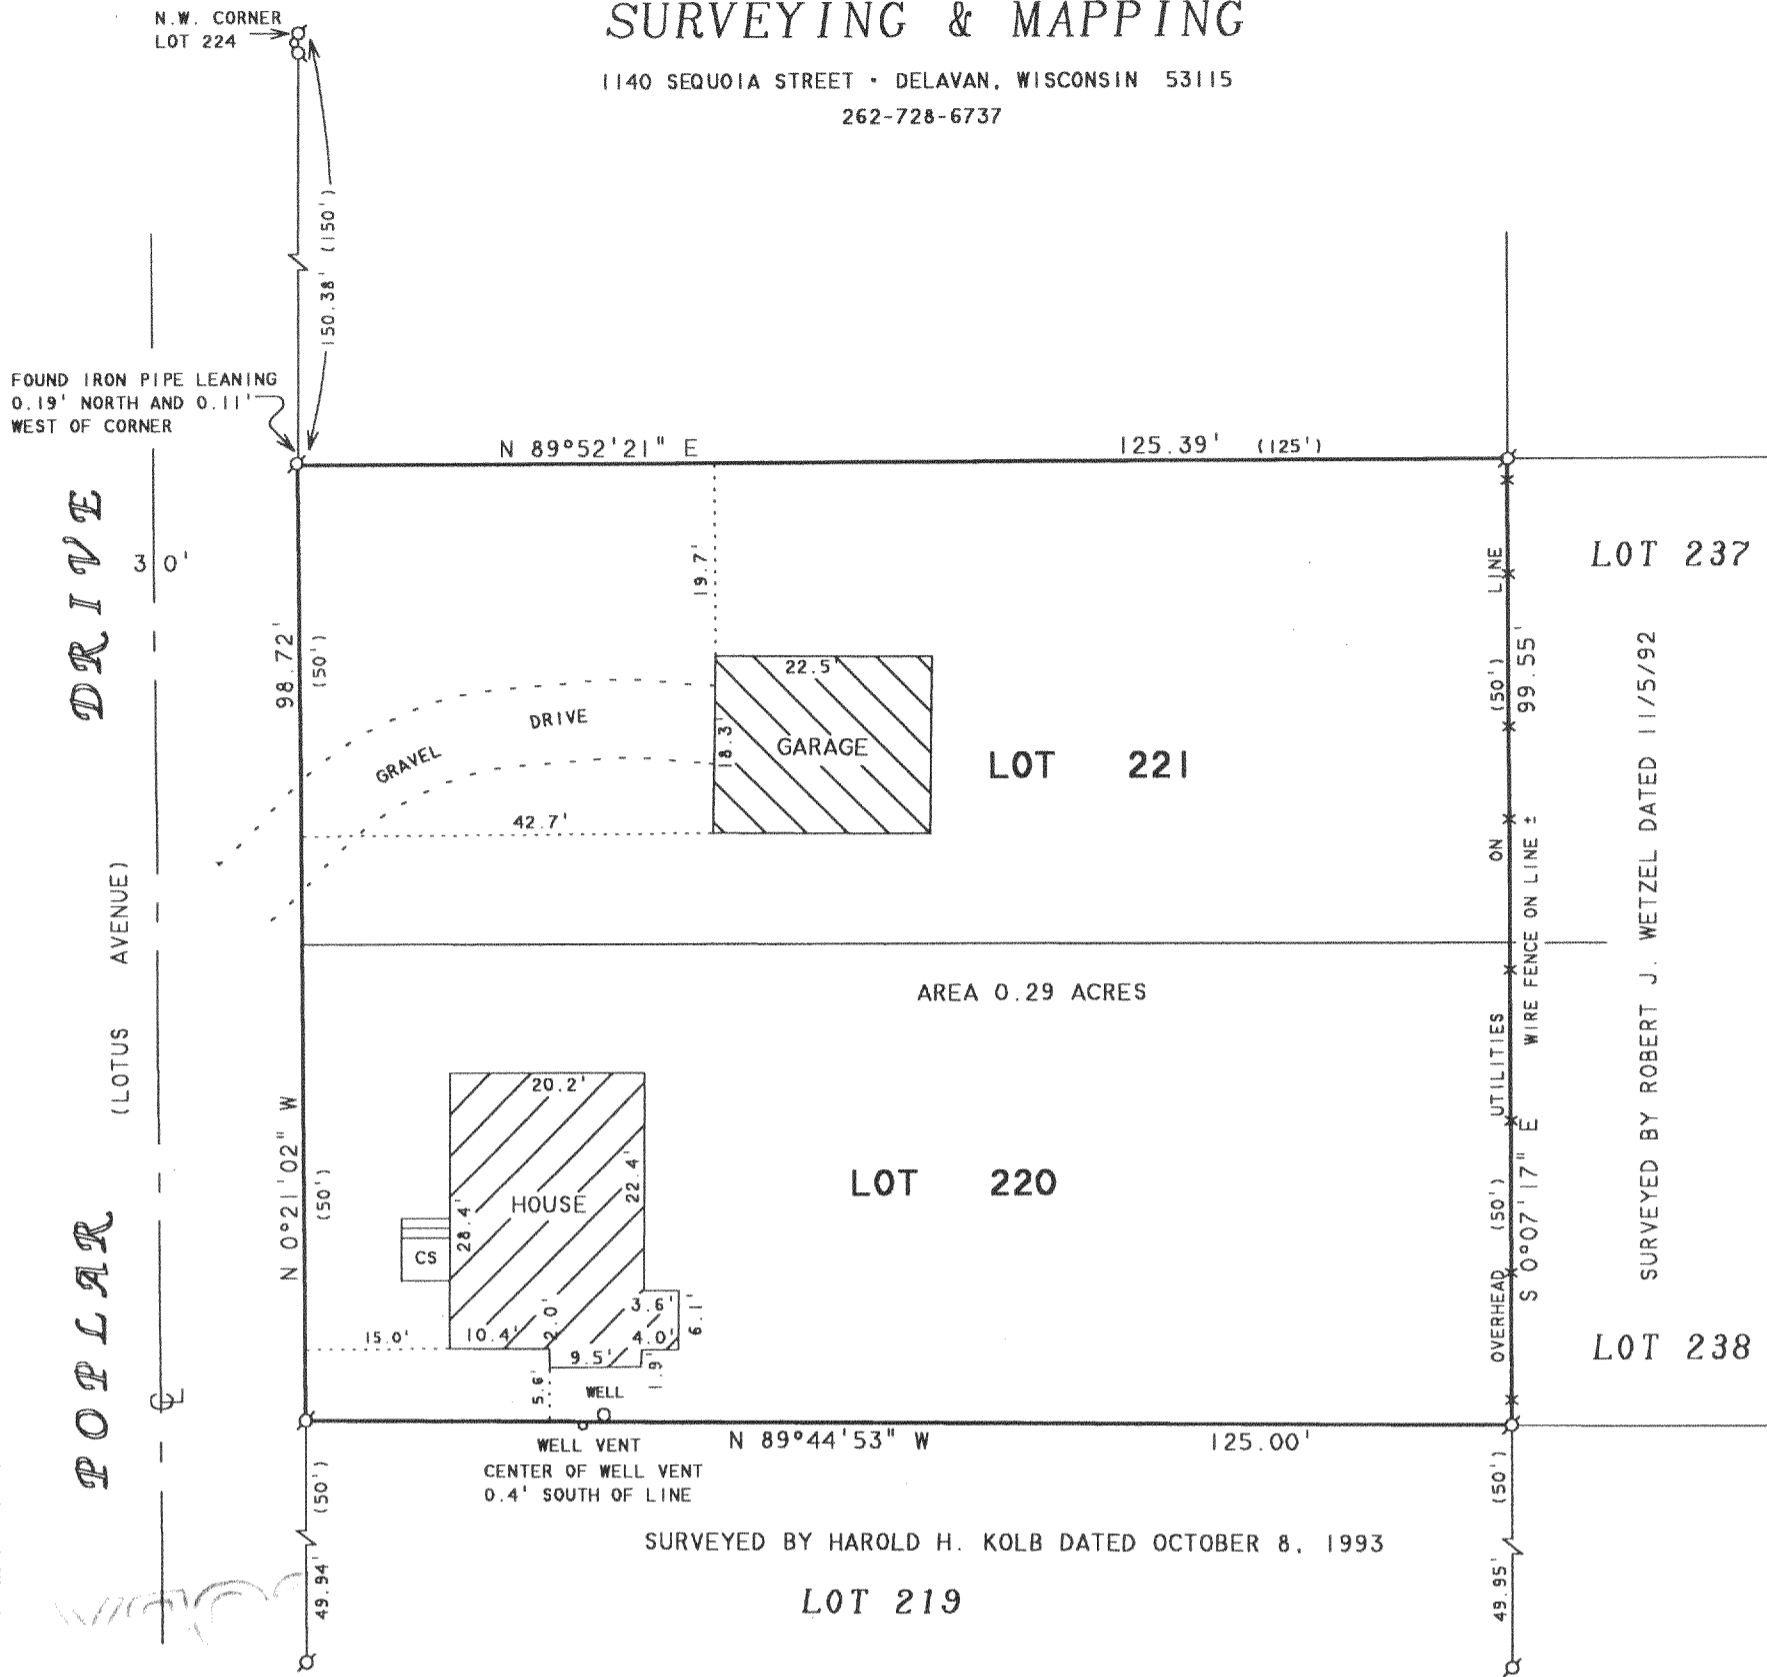 SURVEYING & MAPPING
1140 SEQUOIA STREET · DELAVAN, WISCONSIN 53115
262-728-6737
N.W. CORNER
LOT 224
150.38' (150')
FOUND IRON PIPE LEANING
0.19' NORTH AND 0.11'
WEST OF CORNER
N 89°52'21" E
125.39' (125')
POPLAR DRIVE
(LOTUS AVENUE)
30'
98.72'
(50')
N 0°21'02" W
(50')
19.7'
22.5'
18.3'
GARAGE
GRAVEL DRIVE
42.7'
LOT 221
AREA 0.29 ACRES
20.2'
22.4'
28.4'
HOUSE
CS
3.6'
6.1'
15.0'
10.4'
2.0'
4.0'
9.5'
1.9'
5.6'
WELL
LOT 220
OVERHEAD (50') UTILITIES ON (50') LINE
99.55'
WIRE FENCE ON LINE ±
S 0°07'17" E
LOT 237
SURVEYED BY ROBERT J. WETZEL DATED 11/5/92
LOT 238
WELL VENT
CENTER OF WELL VENT
0.4' SOUTH OF LINE
N 89°44'53" W
125.00'
49.94' (50')
49.95' (50')
SURVEYED BY HAROLD H. KOLB DATED OCTOBER 8, 1993
LOT 219